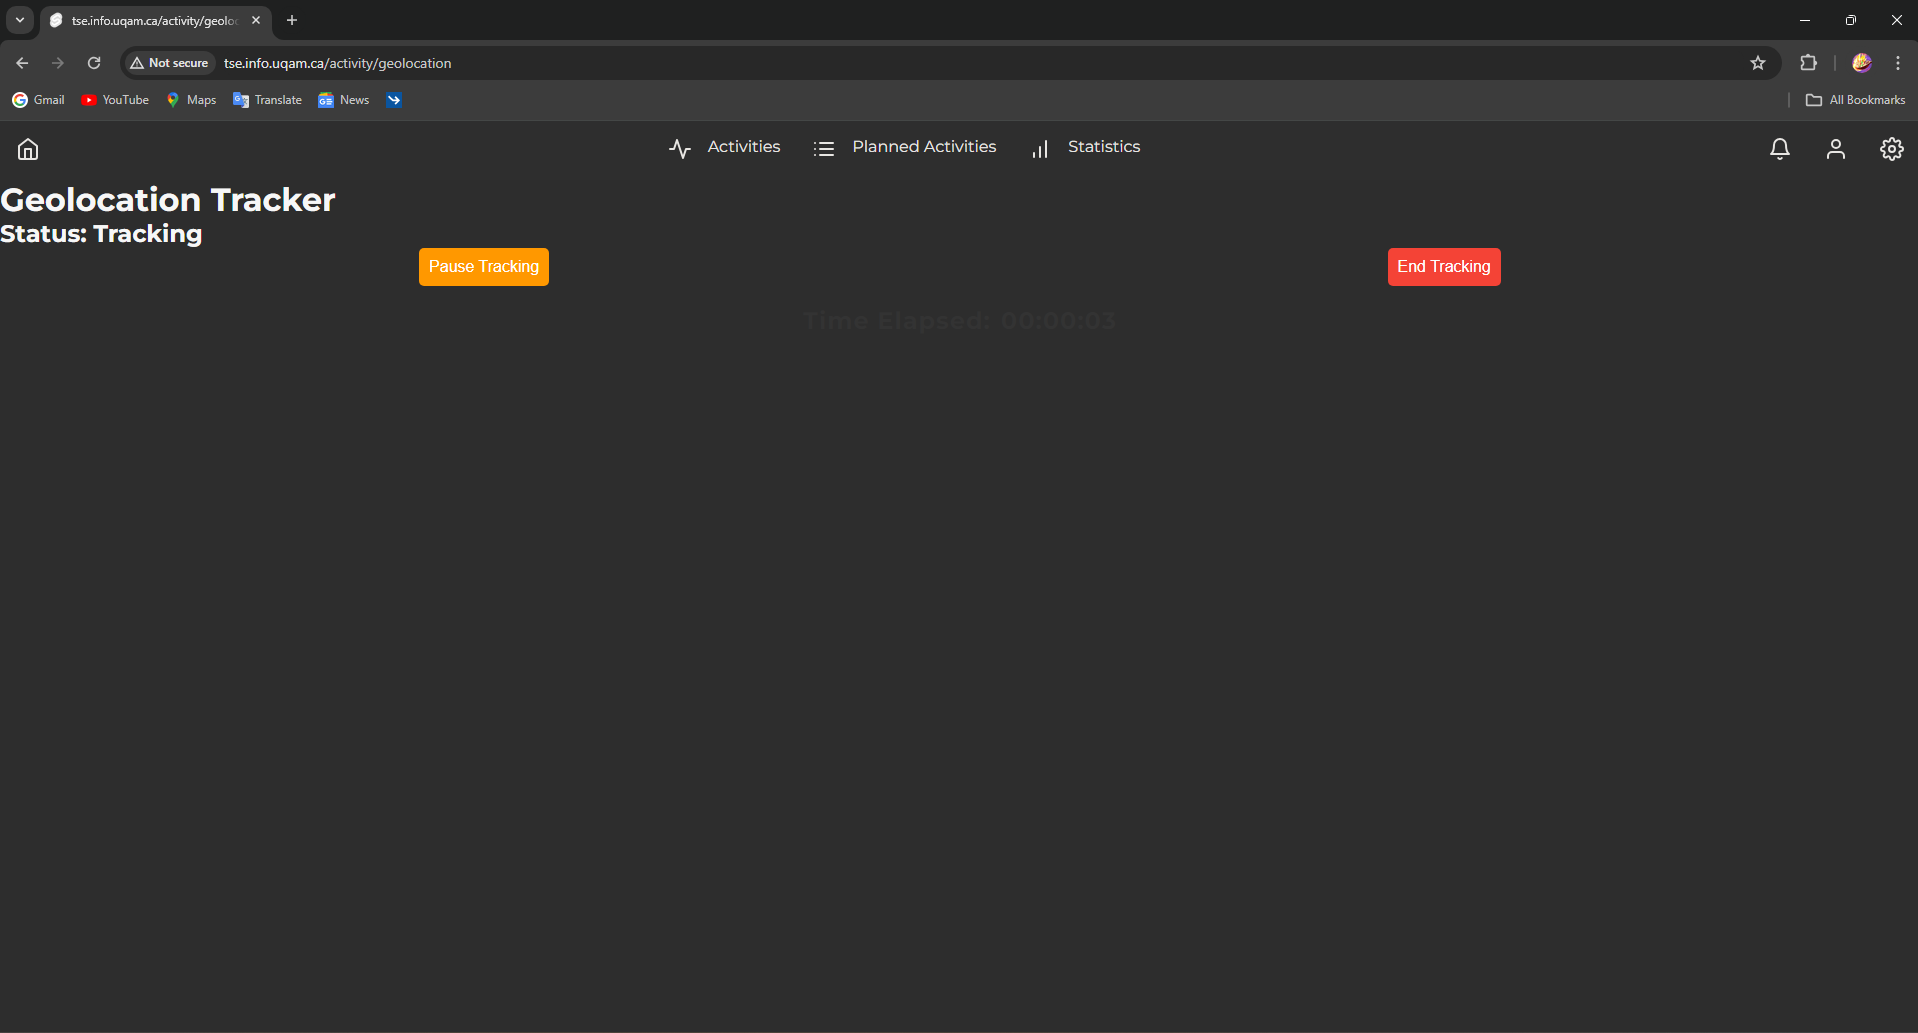 tse.info.uqam.ca/activity/geoloc
Not secure
tse.info.uqam.ca/activity/geolocation
Gmail
YouTube
Maps
Translate
News
All Bookmarks
Activities
Planned Activities
Statistics
Geolocation Tracker
Status: Tracking
Pause Tracking
End Tracking
Time Elapsed: 00:00:03